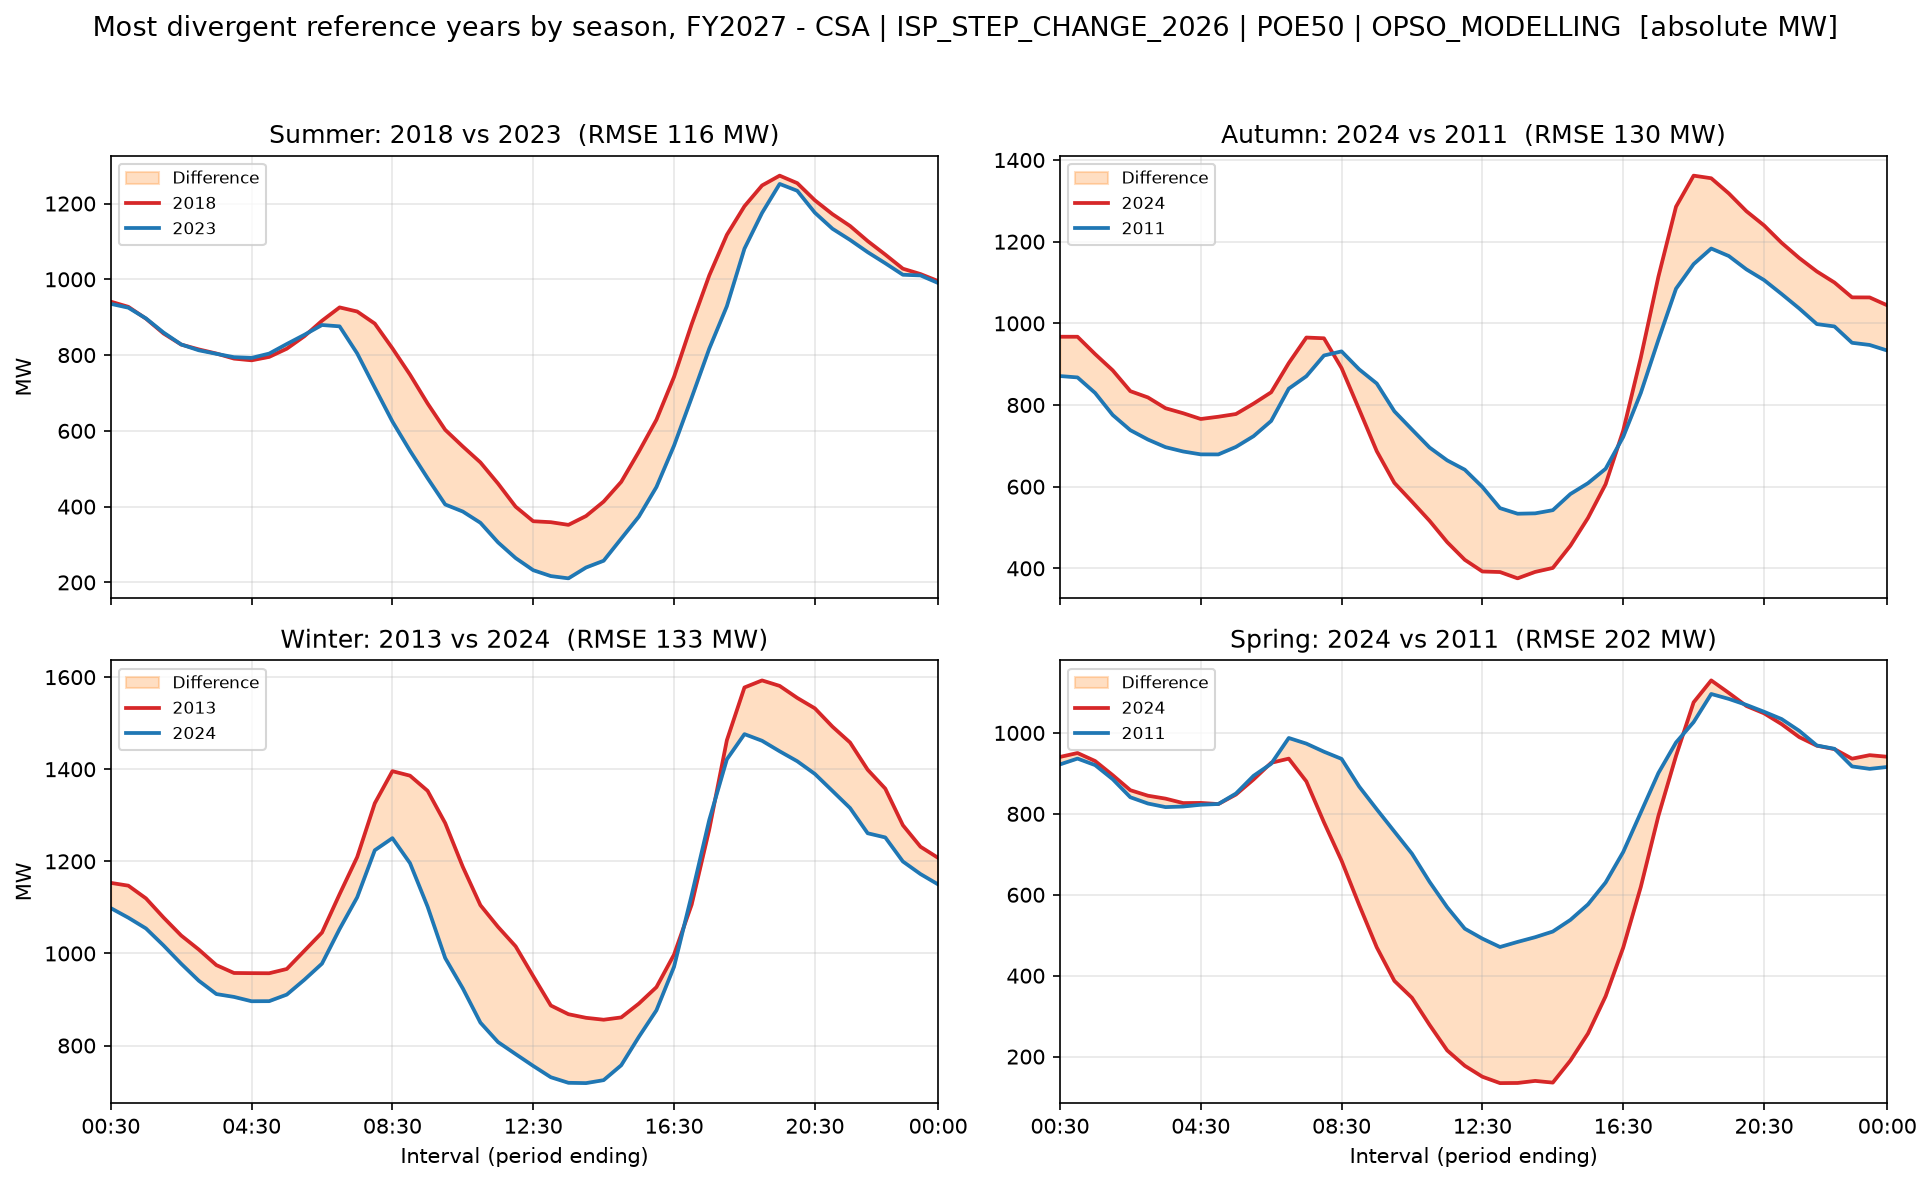 Most divergent reference years by season, FY2027 - CSA | ISP_STEP_CHANGE_2026 | POE50 | OPSO_MODELLING  [absolute MW]
Summer: 2018 vs 2023  (RMSE 116 MW)
Difference
2018
2023
1200
1000
800
600
400
200
MW
Autumn: 2024 vs 2011  (RMSE 130 MW)
Difference
2024
2011
1400
1200
1000
800
600
400
Winter: 2013 vs 2024  (RMSE 133 MW)
Difference
2013
2024
1600
1400
1200
1000
800
MW
00:30 04:30 08:30 12:30 16:30 20:30 00:00
Interval (period ending)
Spring: 2024 vs 2011  (RMSE 202 MW)
Difference
2024
2011
1000
800
600
400
200
00:30 04:30 08:30 12:30 16:30 20:30 00:00
Interval (period ending)